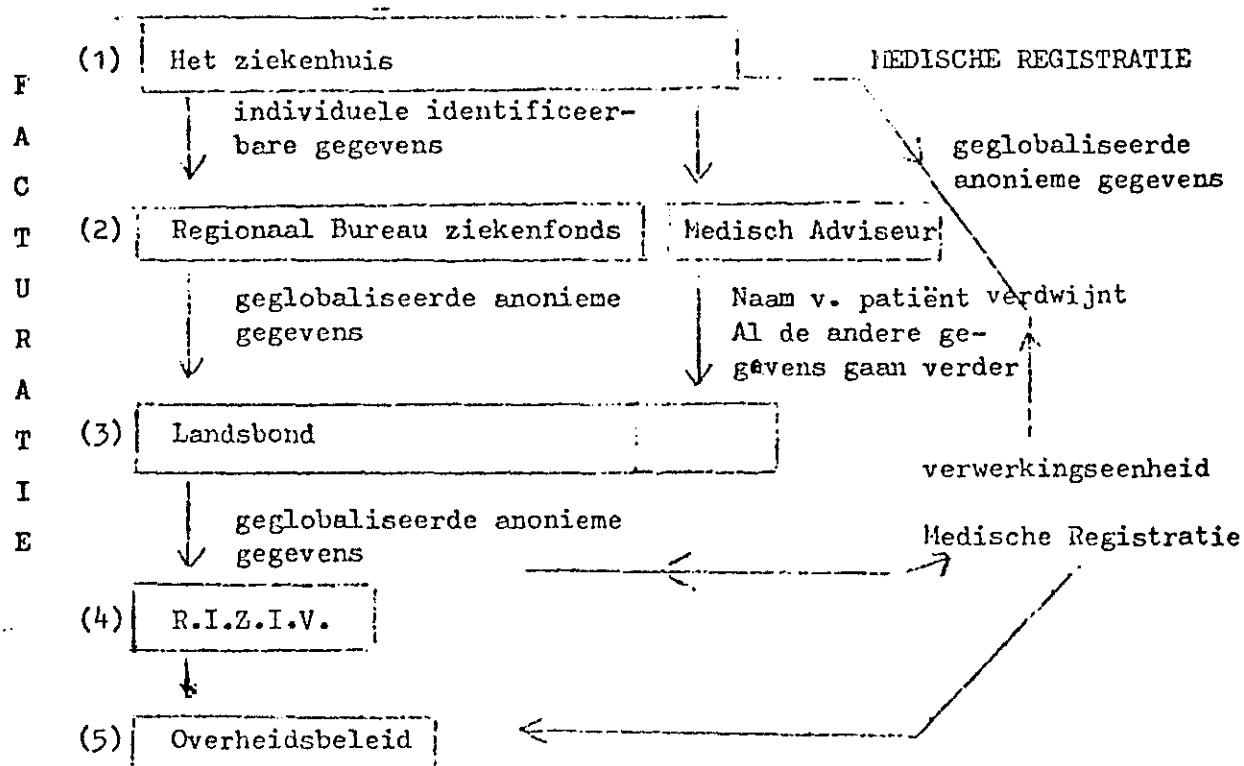 FACTURATIE
(1) Het ziekenhuis
MEDISCHE REGISTRATIE
individuele identificeer-
bare gegevens
geglobaliseerde
anonieme gegevens
(2) Regionaal Bureau ziekenfonds
Medisch Adviseur
geglobaliseerde anonieme
gegevens
Naam v. patiënt verdwijnt
Al de andere ge-
gevens gaan verder
(3) Landsbond
verwerkingseenheid
Medische Registratie
geglobaliseerde anonieme
gegevens
(4) R.I.Z.I.V.
(5) Overheidsbeleid